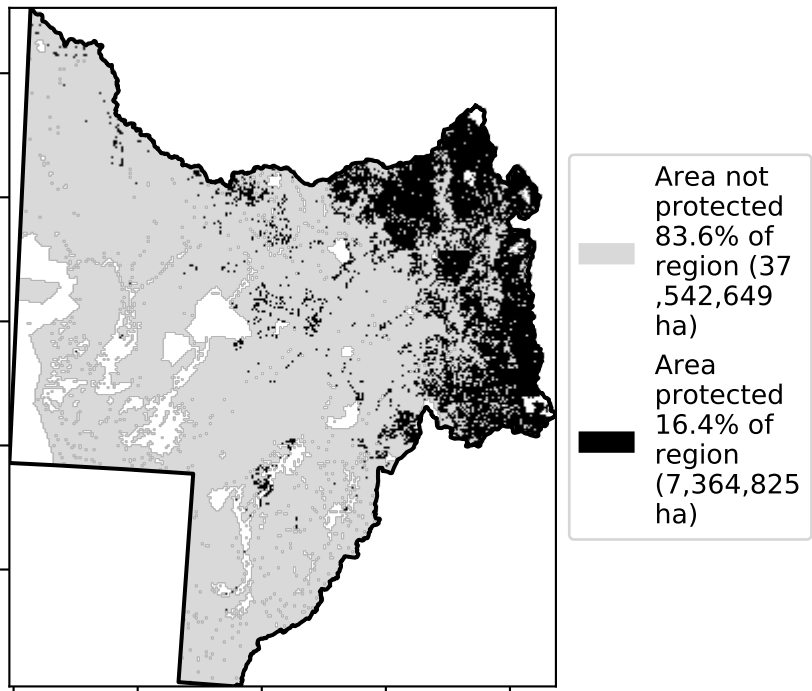 Area not
protected
83.6% of
region (37
,542,649
ha)
Area
protected
16.4% of
region
(7,364,825
ha)